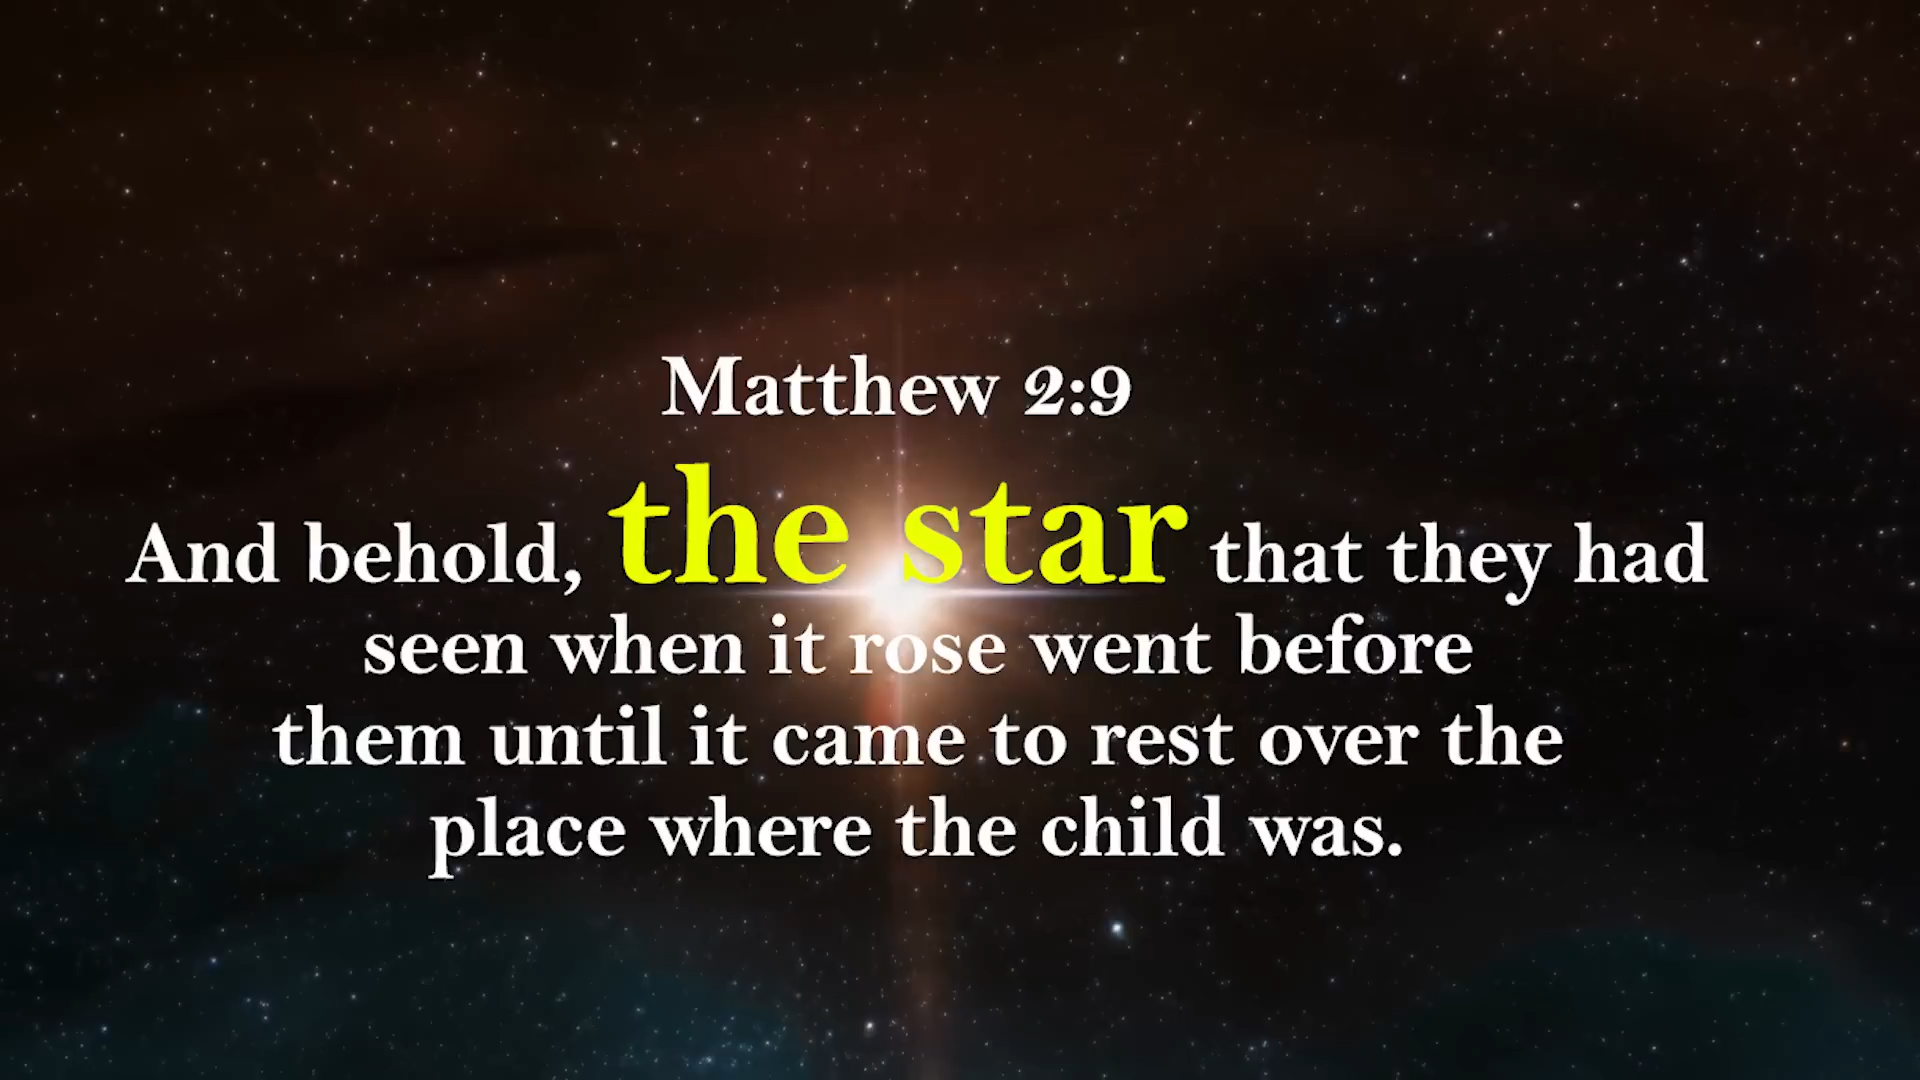 Matthew 2:9
And behold, the star that they had
seen when it rose went before
them until it came to rest over the
place where the child was.